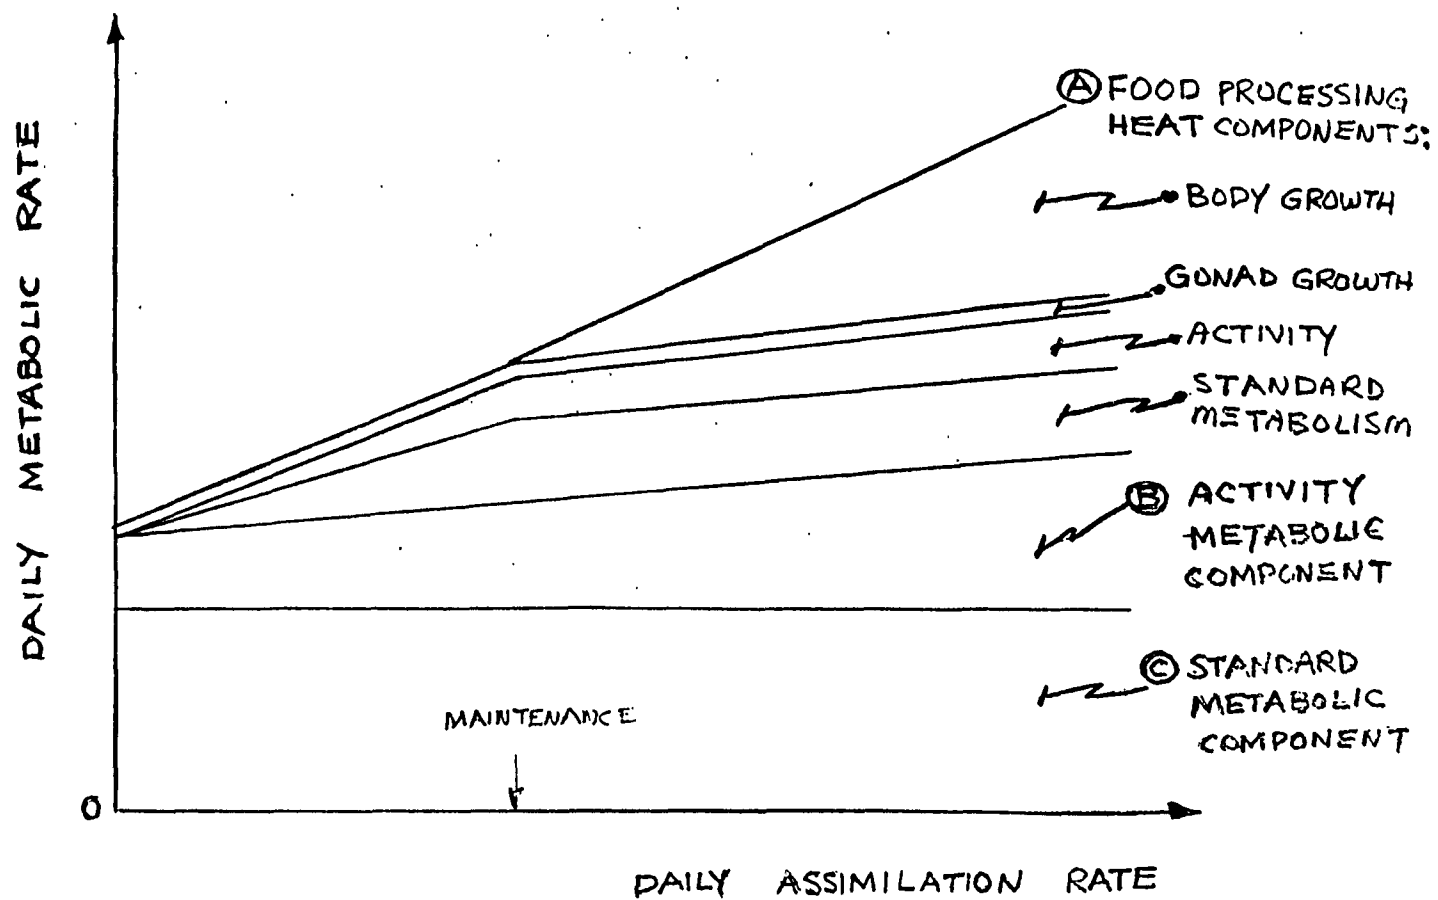 DAILY METABOLIC RATE
Ⓐ FOOD PROCESSING
HEAT COMPONENTS:
BODY GROWTH
GONAD GROWTH
ACTIVITY
STANDARD
METABOLISM
Ⓑ ACTIVITY
METABOLIC
COMPONENT
Ⓒ STANDARD
METABOLIC
COMPONENT
MAINTENANCE
0
DAILY ASSIMILATION RATE